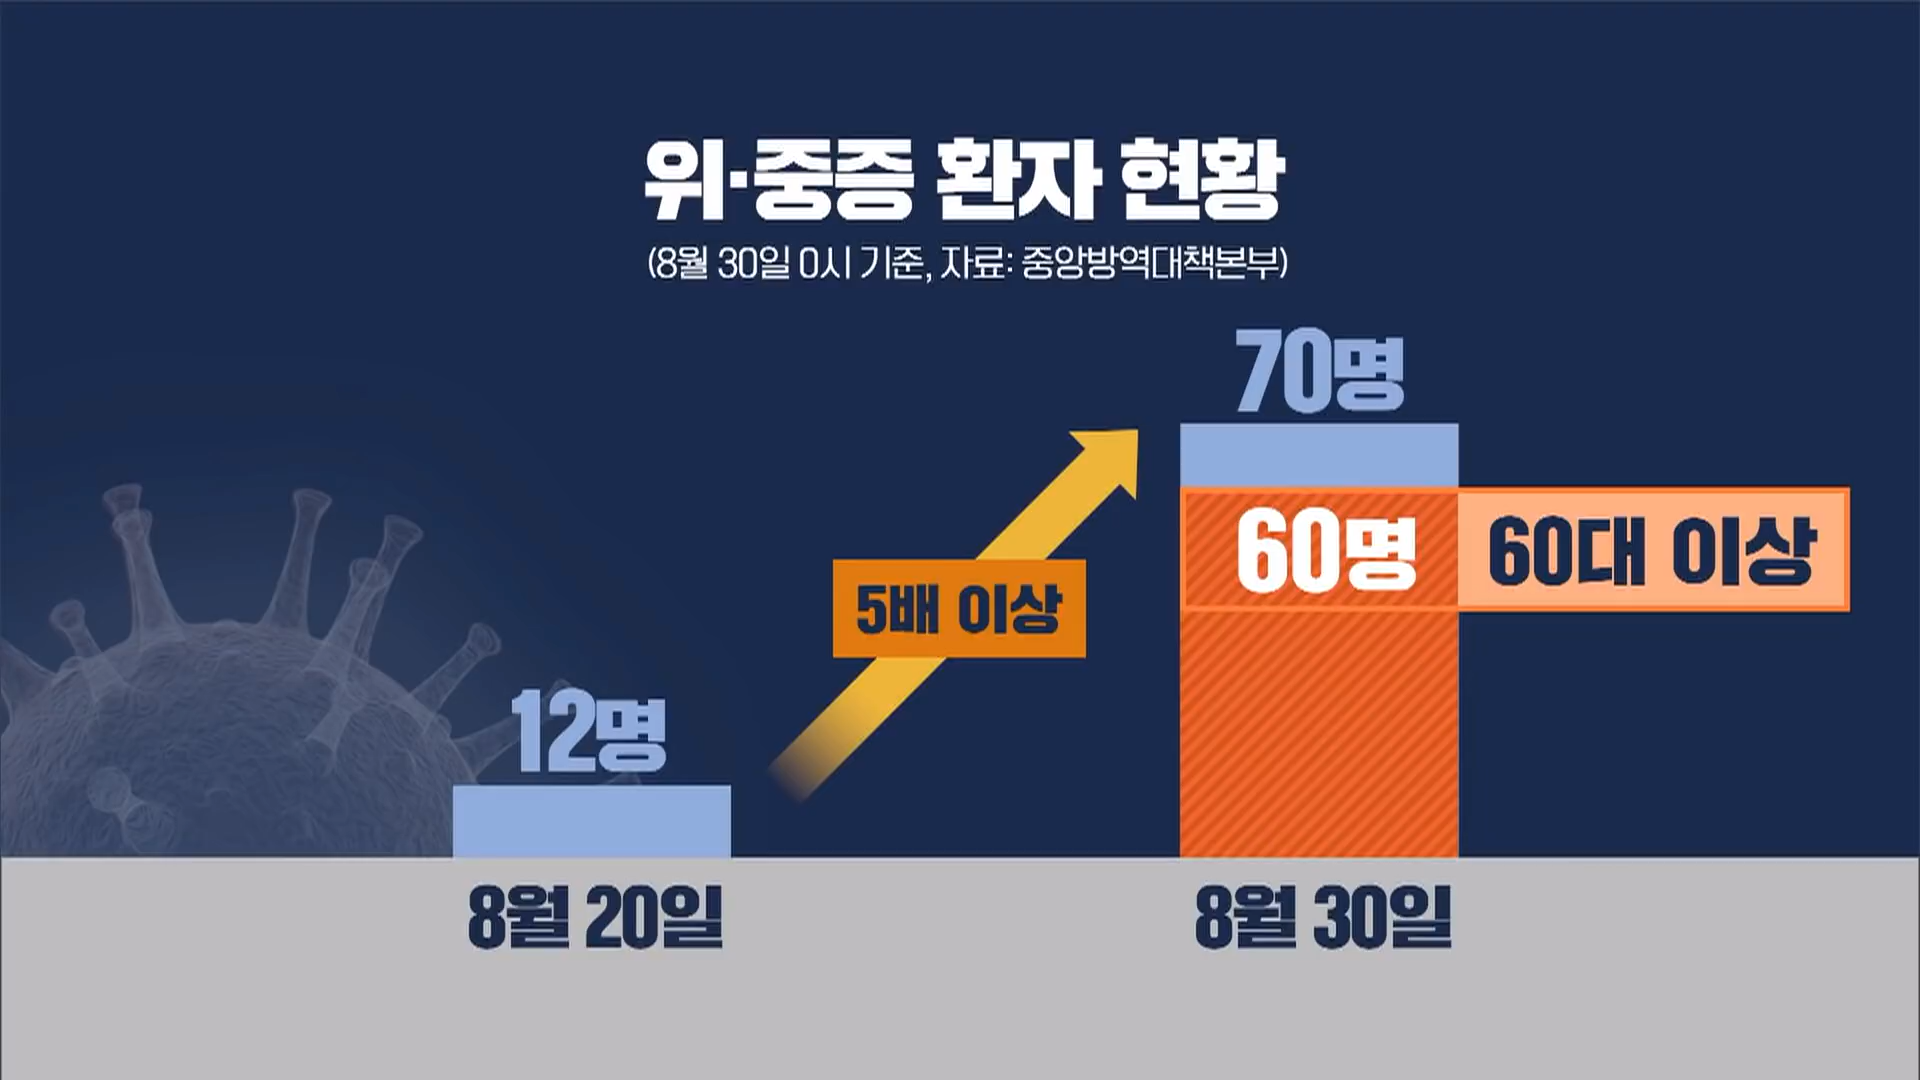 위·중증 환자 현황
(8월 30일 0시 기준, 자료: 중앙방역대책본부)
70명
60명 60대 이상
5배 이상
12명
8월 20일 8월 30일